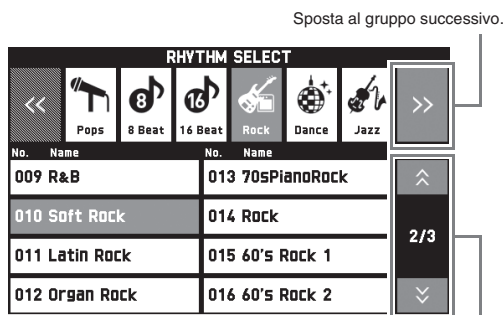 Sposta al gruppo successivo.
RHYTHM SELECT
<< Pops 8 Beat 16 Beat Rock Dance Jazz >>
No. Name No. Name
009 R&B 013 70sPianoRock
010 Soft Rock 014 Rock
2/3
011 Latin Rock 015 60's Rock 1
012 Organ Rock 016 60's Rock 2